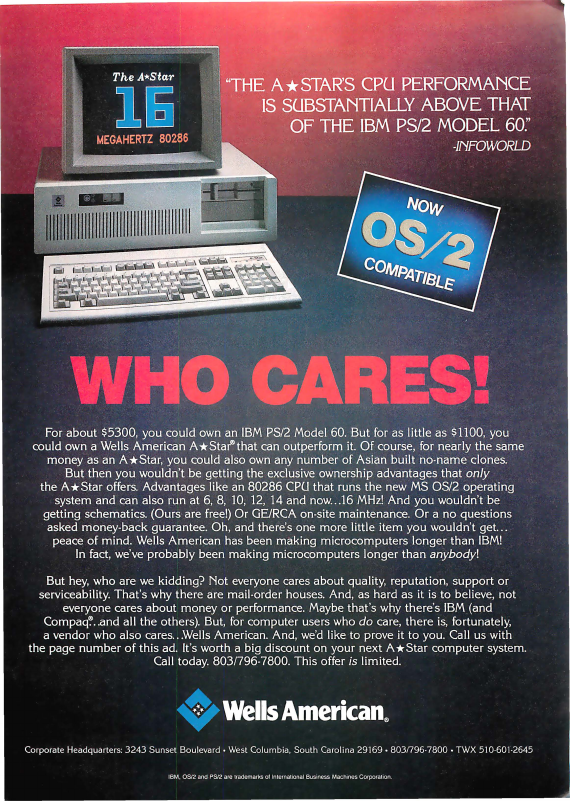 The A★Star
16
MEGAHERTZ 80286
"THE A★STAR'S CPU PERFORMANCE
IS SUBSTANTIALLY ABOVE THAT
OF THE IBM PS/2 MODEL 60."
-INFOWORLD
NOW
OS/2
COMPATIBLE
WHO CARES!
For about $5300, you could own an IBM PS/2 Model 60. But for as little as $1100, you
could own a Wells American A★Star® that can outperform it. Of course, for nearly the same
money as an A★Star, you could also own any number of Asian built no-name clones.
But then you wouldn't be getting the exclusive ownership advantages that only
the A★Star offers. Advantages like an 80286 CPU that runs the new MS OS/2 operating
system and can also run at 6, 8, 10, 12, 14 and now...16 MHz! And you wouldn't be
getting schematics. (Ours are free!) Or GE/RCA on-site maintenance. Or a no questions
asked money-back guarantee. Oh, and there's one more little item you wouldn't get...
peace of mind. Wells American has been making microcomputers longer than IBM!
In fact, we've probably been making microcomputers longer than anybody!
But hey, who are we kidding? Not everyone cares about quality, reputation, support or
serviceability. That's why there are mail-order houses. And, as hard as it is to believe, not
everyone cares about money or performance. Maybe that's why there's IBM (and
Compaq®...and all the others). But, for computer users who do care, there is, fortunately,
a vendor who also cares...Wells American. And, we'd like to prove it to you. Call us with
the page number of this ad. It's worth a big discount on your next A★Star computer system.
Call today. 803/796-7800. This offer is limited.
Wells American®
Corporate Headquarters: 3243 Sunset Boulevard • West Columbia, South Carolina 29169 • 803/796-7800 • TWX 510-601-2645
IBM, OS/2 and PS/2 are trademarks of International Business Machines Corporation.